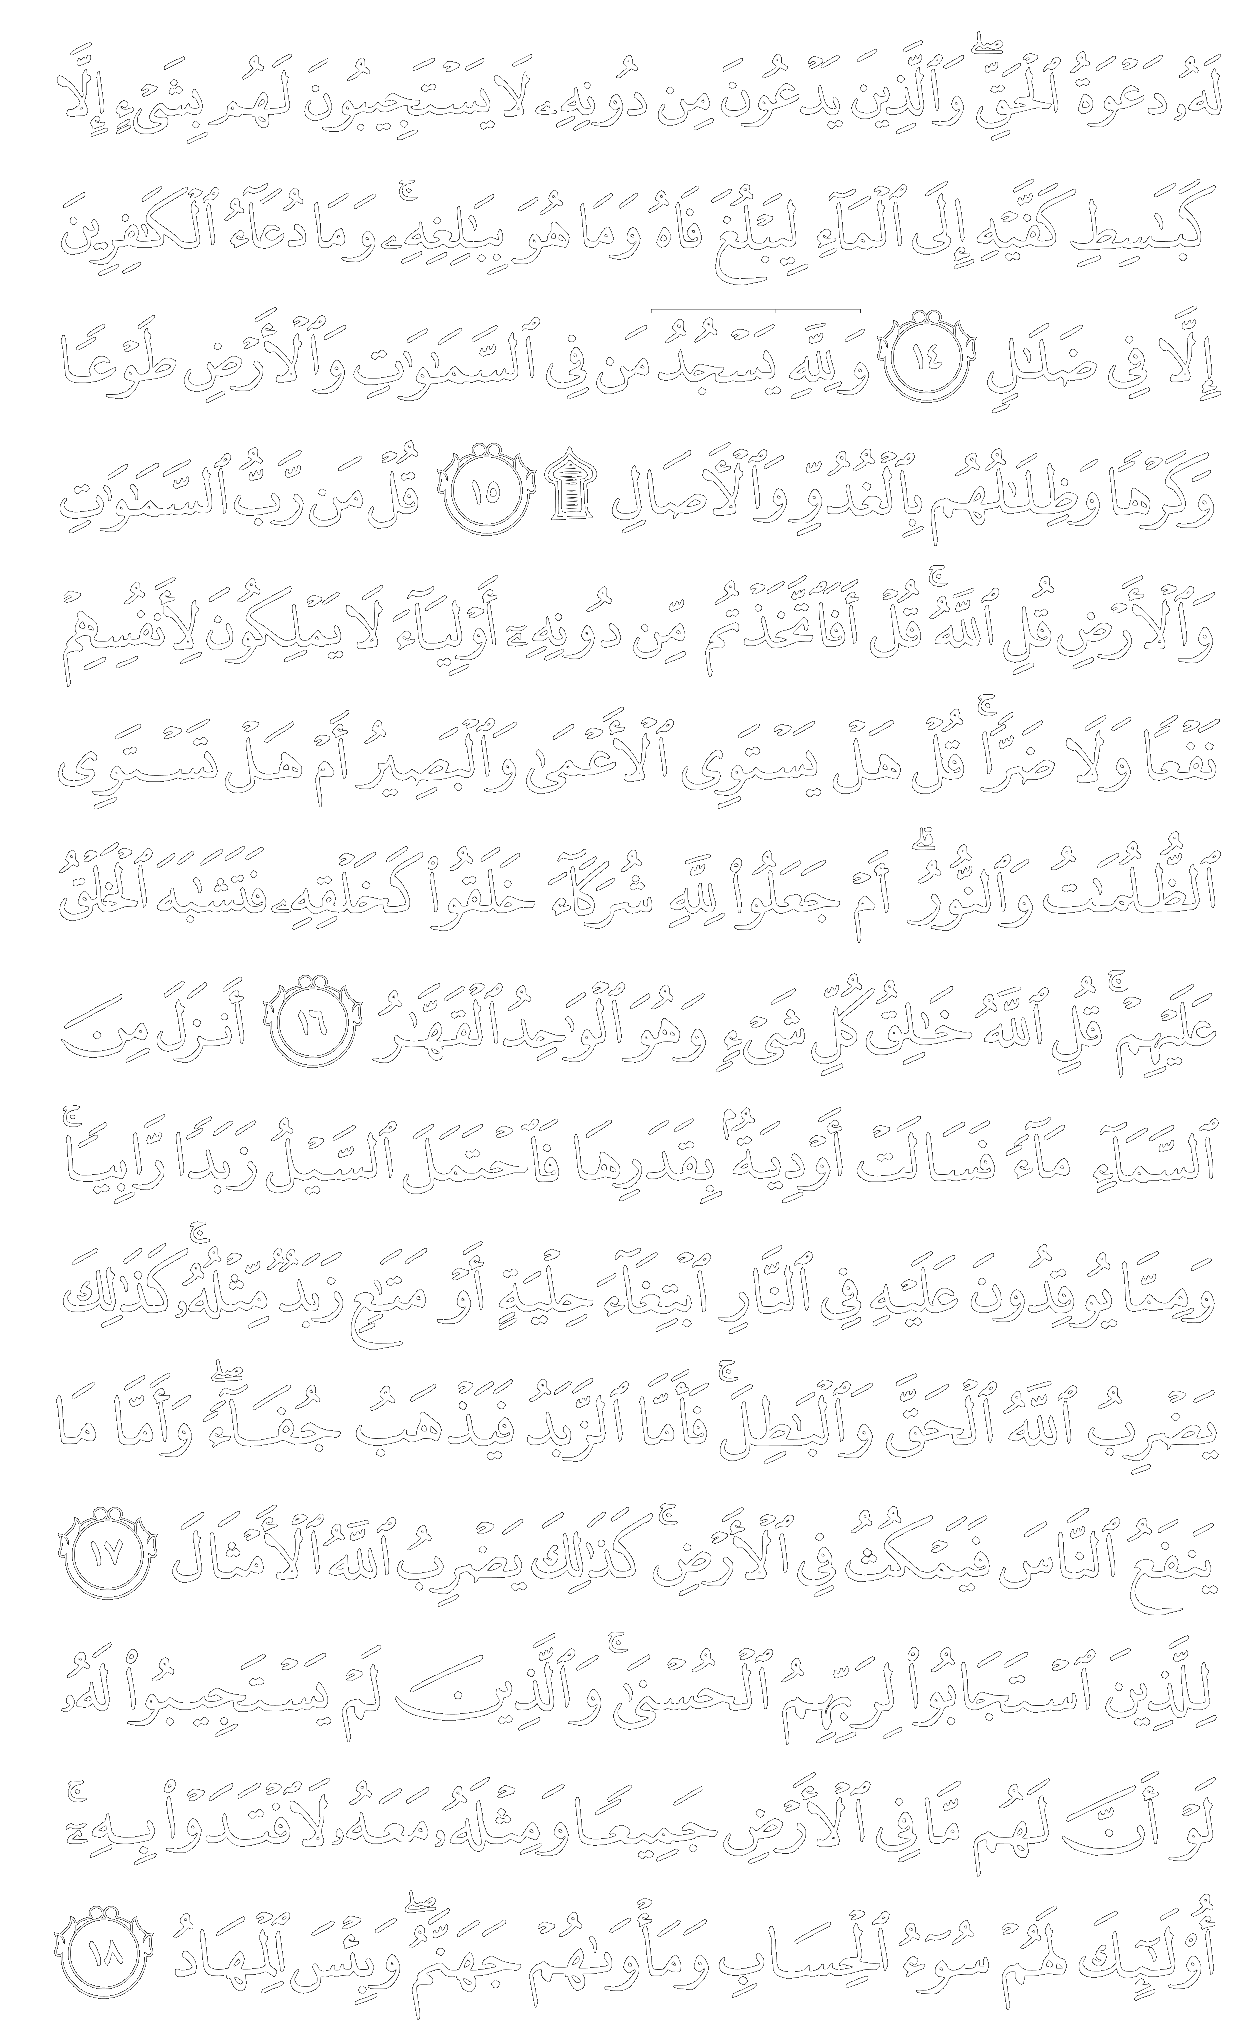 لَهُۥ دَعْوَةُ ٱلْحَقِّ ۖ وَٱلَّذِينَ يَدْعُونَ مِن دُونِهِۦ لَا يَسْتَجِيبُونَ لَهُم بِشَىْءٍ إِلَّا
كَبَـٰسِطِ كَفَّيْهِ إِلَى ٱلْمَآءِ لِيَبْلُغَ فَاهُ وَمَا هُوَ بِبَـٰلِغِهِۦ ۚ وَمَا دُعَآءُ ٱلْكَـٰفِرِينَ
إِلَّا فِى ضَلَـٰلٍ ١٤ وَلِلَّهِ يَسْجُدُ مَن فِى ٱلسَّمَـٰوَٰتِ وَٱلْأَرْضِ طَوْعًا
وَكَرْهًا وَظِلَـٰلُهُم بِٱلْغُدُوِّ وَٱلْـَٔاصَالِ ۩ ١٥ قُلْ مَن رَّبُّ ٱلسَّمَـٰوَٰتِ
وَٱلْأَرْضِ قُلِ ٱللَّهُ ۚ قُلْ أَفَٱتَّخَذْتُم مِّن دُونِهِۦٓ أَوْلِيَآءَ لَا يَمْلِكُونَ لِأَنفُسِهِمْ
نَفْعًا وَلَا ضَرًّا ۚ قُلْ هَلْ يَسْتَوِى ٱلْأَعْمَىٰ وَٱلْبَصِيرُ أَمْ هَلْ تَسْتَوِى
ٱلظُّلُمَـٰتُ وَٱلنُّورُ ۗ أَمْ جَعَلُوا۟ لِلَّهِ شُرَكَآءَ خَلَقُوا۟ كَخَلْقِهِۦ فَتَشَـٰبَهَ ٱلْخَلْقُ
عَلَيْهِمْ ۚ قُلِ ٱللَّهُ خَـٰلِقُ كُلِّ شَىْءٍ وَهُوَ ٱلْوَٰحِدُ ٱلْقَهَّـٰرُ ١٦ أَنزَلَ مِنَ
ٱلسَّمَآءِ مَآءً فَسَالَتْ أَوْدِيَةٌۢ بِقَدَرِهَا فَٱحْتَمَلَ ٱلسَّيْلُ زَبَدًا رَّابِيًا ۚ
وَمِمَّا يُوقِدُونَ عَلَيْهِ فِى ٱلنَّارِ ٱبْتِغَآءَ حِلْيَةٍ أَوْ مَتَـٰعٍ زَبَدٌ مِّثْلُهُۥ ۚ كَذَٰلِكَ
يَضْرِبُ ٱللَّهُ ٱلْحَقَّ وَٱلْبَـٰطِلَ ۚ فَأَمَّا ٱلزَّبَدُ فَيَذْهَبُ جُفَآءً ۖ وَأَمَّا مَا
يَنفَعُ ٱلنَّاسَ فَيَمْكُثُ فِى ٱلْأَرْضِ ۚ كَذَٰلِكَ يَضْرِبُ ٱللَّهُ ٱلْأَمْثَالَ ١٧
لِلَّذِينَ ٱسْتَجَابُوا۟ لِرَبِّهِمُ ٱلْحُسْنَىٰ ۚ وَٱلَّذِينَ لَمْ يَسْتَجِيبُوا۟ لَهُۥ
لَوْ أَنَّ لَهُم مَّا فِى ٱلْأَرْضِ جَمِيعًا وَمِثْلَهُۥ مَعَهُۥ لَٱفْتَدَوْا۟ بِهِۦٓ ۚ
أُو۟لَـٰٓئِكَ لَهُمْ سُوٓءُ ٱلْحِسَابِ وَمَأْوَىٰهُمْ جَهَنَّمُ ۖ وَبِئْسَ ٱلْمِهَادُ ١٨